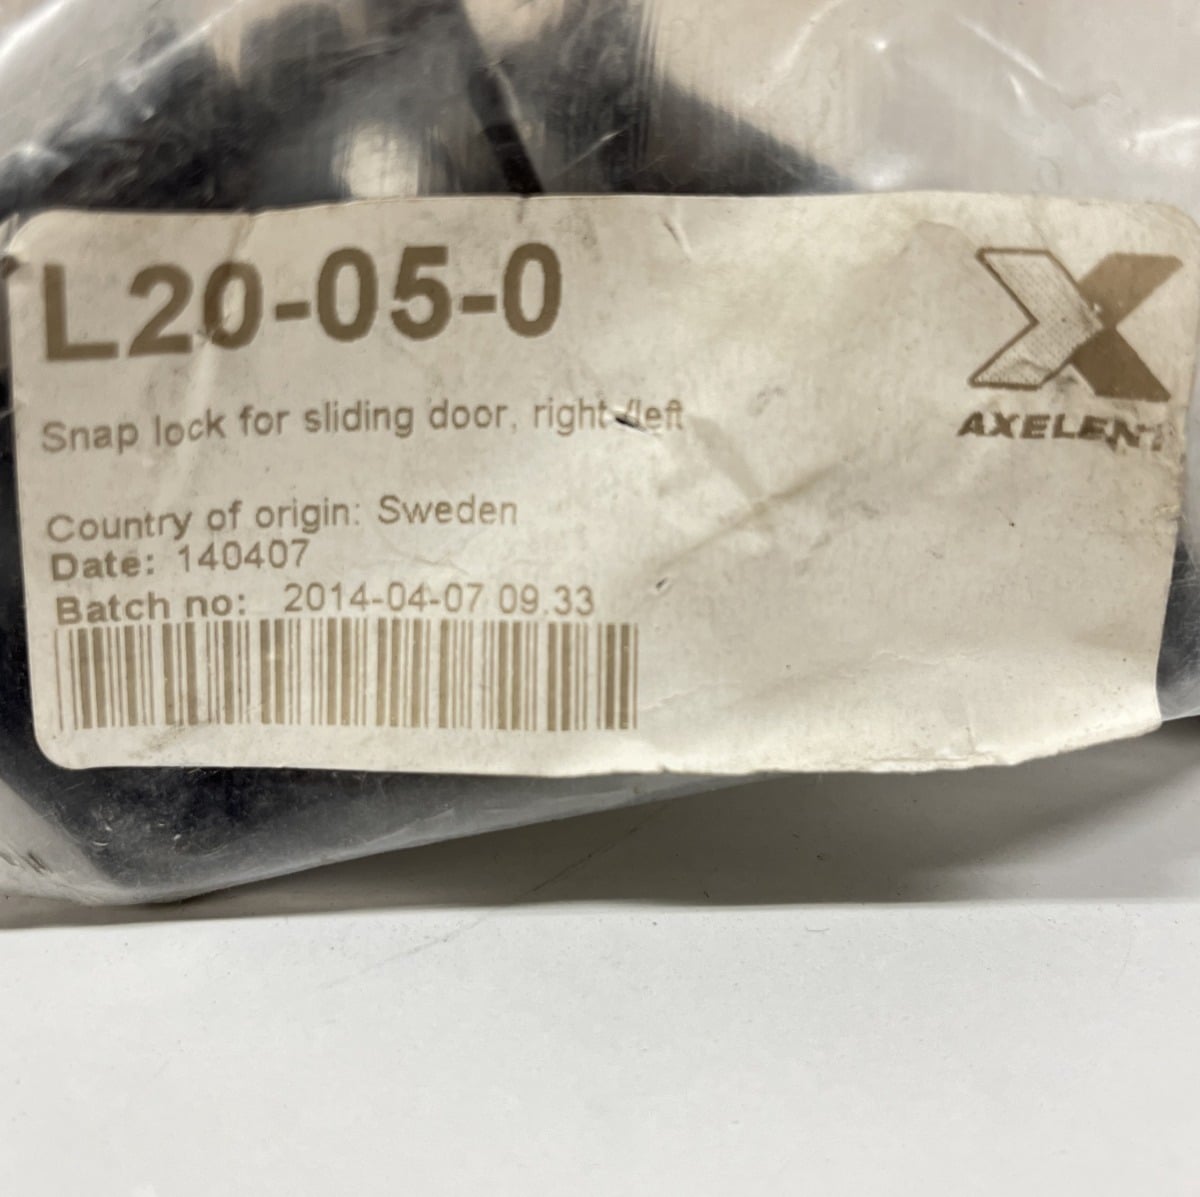 L20-05-0
AXELENT
Snap lock for sliding door, right-/left
Country of origin: Sweden
Date: 140407
Batch no: 2014-04-07 09.33